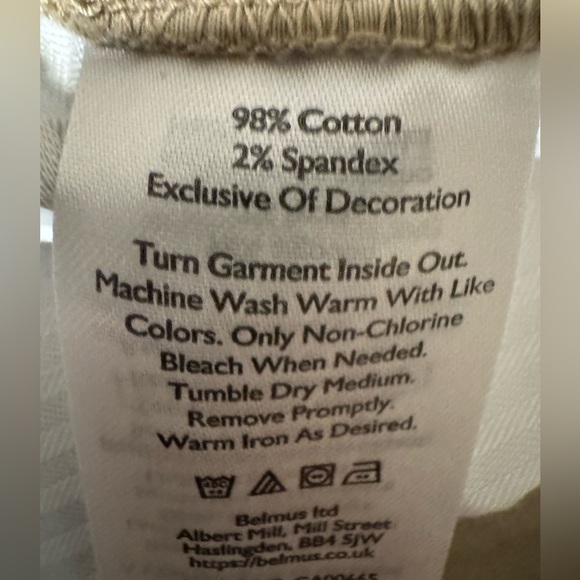 98% Cotton
2% Spandex
Exclusive Of Decoration
Turn Garment Inside Out.
Machine Wash Warm With Like
Colors. Only Non-Chlorine
Bleach When Needed.
Tumble Dry Medium.
Remove Promptly.
Warm Iron As Desired.
Belmus ltd
Albert Mill, Mill Street
Haslingden, BB4 5JW
https://belmus.co.uk